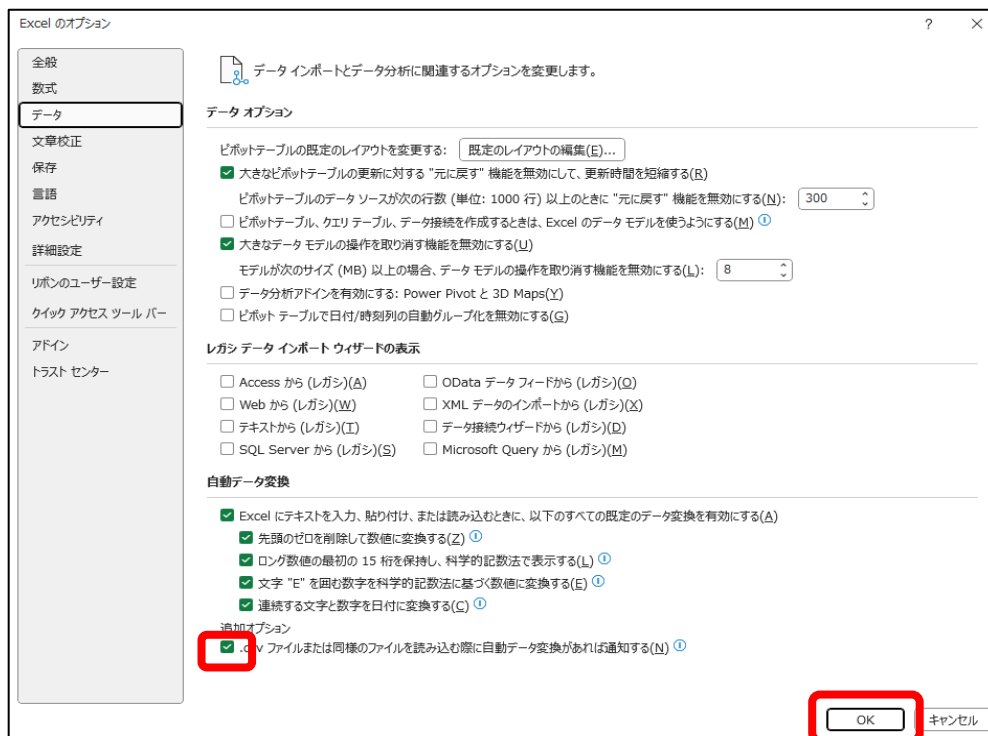 Excel のオプション
?
×
全般
数式
データ
文章校正
保存
言語
アクセシビリティ
詳細設定
リボンのユーザー設定
クイック アクセス ツール バー
アドイン
トラスト センター
データ インポートとデータ分析に関連するオプションを変更します。
データ オプション
ピボットテーブルの既定のレイアウトを変更する: 既定のレイアウトの編集(E)...
大きなピボットテーブルの更新に対する "元に戻す" 機能を無効にして、更新時間を短縮する(R)
ピボットテーブルのデータ ソースが次の行数 (単位: 1000 行) 以上のときに "元に戻す" 機能を無効にする(N): 300
ピボットテーブル、クエリ テーブル、データ接続を作成するときは、Excel のデータ モデルを使うようにする(M)
大きなデータ モデルの操作を取り消す機能を無効にする(U)
モデルが次のサイズ (MB) 以上の場合、データ モデルの操作を取り消す機能を無効にする(L): 8
データ分析アドインを有効にする: Power Pivot と 3D Maps(Y)
ピボット テーブルで日付/時刻列の自動グループ化を無効にする(G)
レガシ データ インポート ウィザードの表示
Access から (レガシ)(A) OData データ フィードから (レガシ)(O)
Web から (レガシ)(W) XML データのインポートから (レガシ)(X)
テキストから (レガシ)(T) データ接続ウィザードから (レガシ)(D)
SQL Server から (レガシ)(S) Microsoft Query から (レガシ)(M)
自動データ変換
Excel にテキストを入力、貼り付け、または読み込むときに、以下のすべての既定のデータ変換を有効にする(A)
先頭のゼロを削除して数値に変換する(Z)
ロング数値の最初の 15 桁を保持し、科学的記数法で表示する(L)
文字 "E" を囲む数字を科学的記数法に基づく数値に変換する(E)
連続する文字と数字を日付に変換する(C)
追加オプション
.csv ファイルまたは同様のファイルを読み込む際に自動データ変換があれば通知する(N)
OK キャンセル